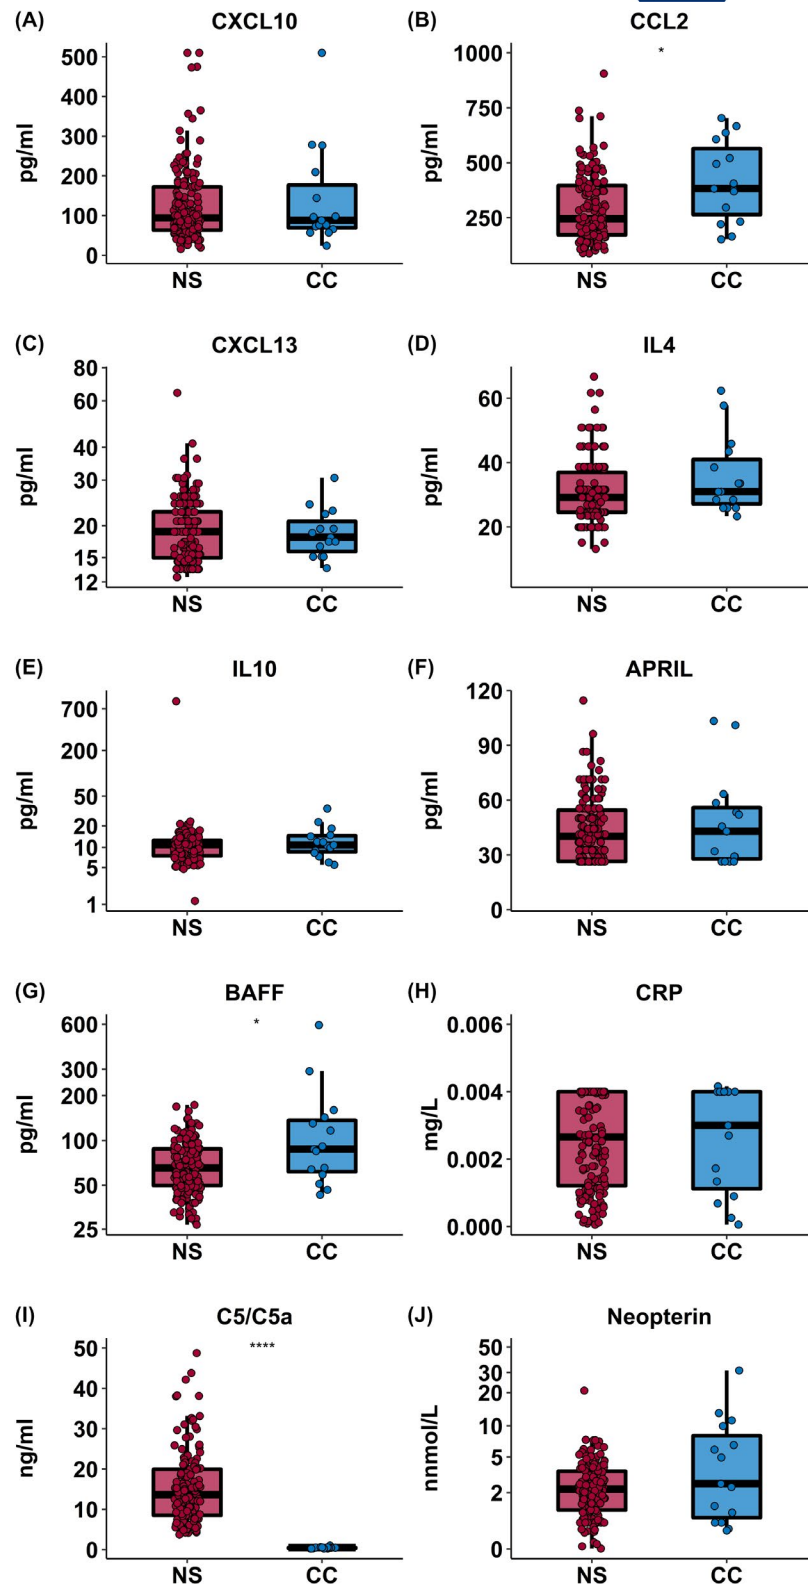 (A) CXCL10
pg/ml
500
400
300
200
100
0
NS CC
(B) CCL2
*
pg/ml
1000
750
500
250
NS CC
(C) CXCL13
pg/ml
80
60
40
30
20
15
12
NS CC
(D) IL4
pg/ml
60
40
20
NS CC
(E) IL10
pg/ml
700
200
50
20
10
5
1
NS CC
(F) APRIL
pg/ml
120
90
60
30
0
NS CC
(G) BAFF
*
pg/ml
600
300
200
100
50
25
NS CC
(H) CRP
mg/L
0.006
0.004
0.002
0.000
NS CC
(I) C5/C5a
****
ng/ml
50
40
30
20
10
0
NS CC
(J) Neopterin
nnmol/L
50
30
20
10
5
2
0
NS CC